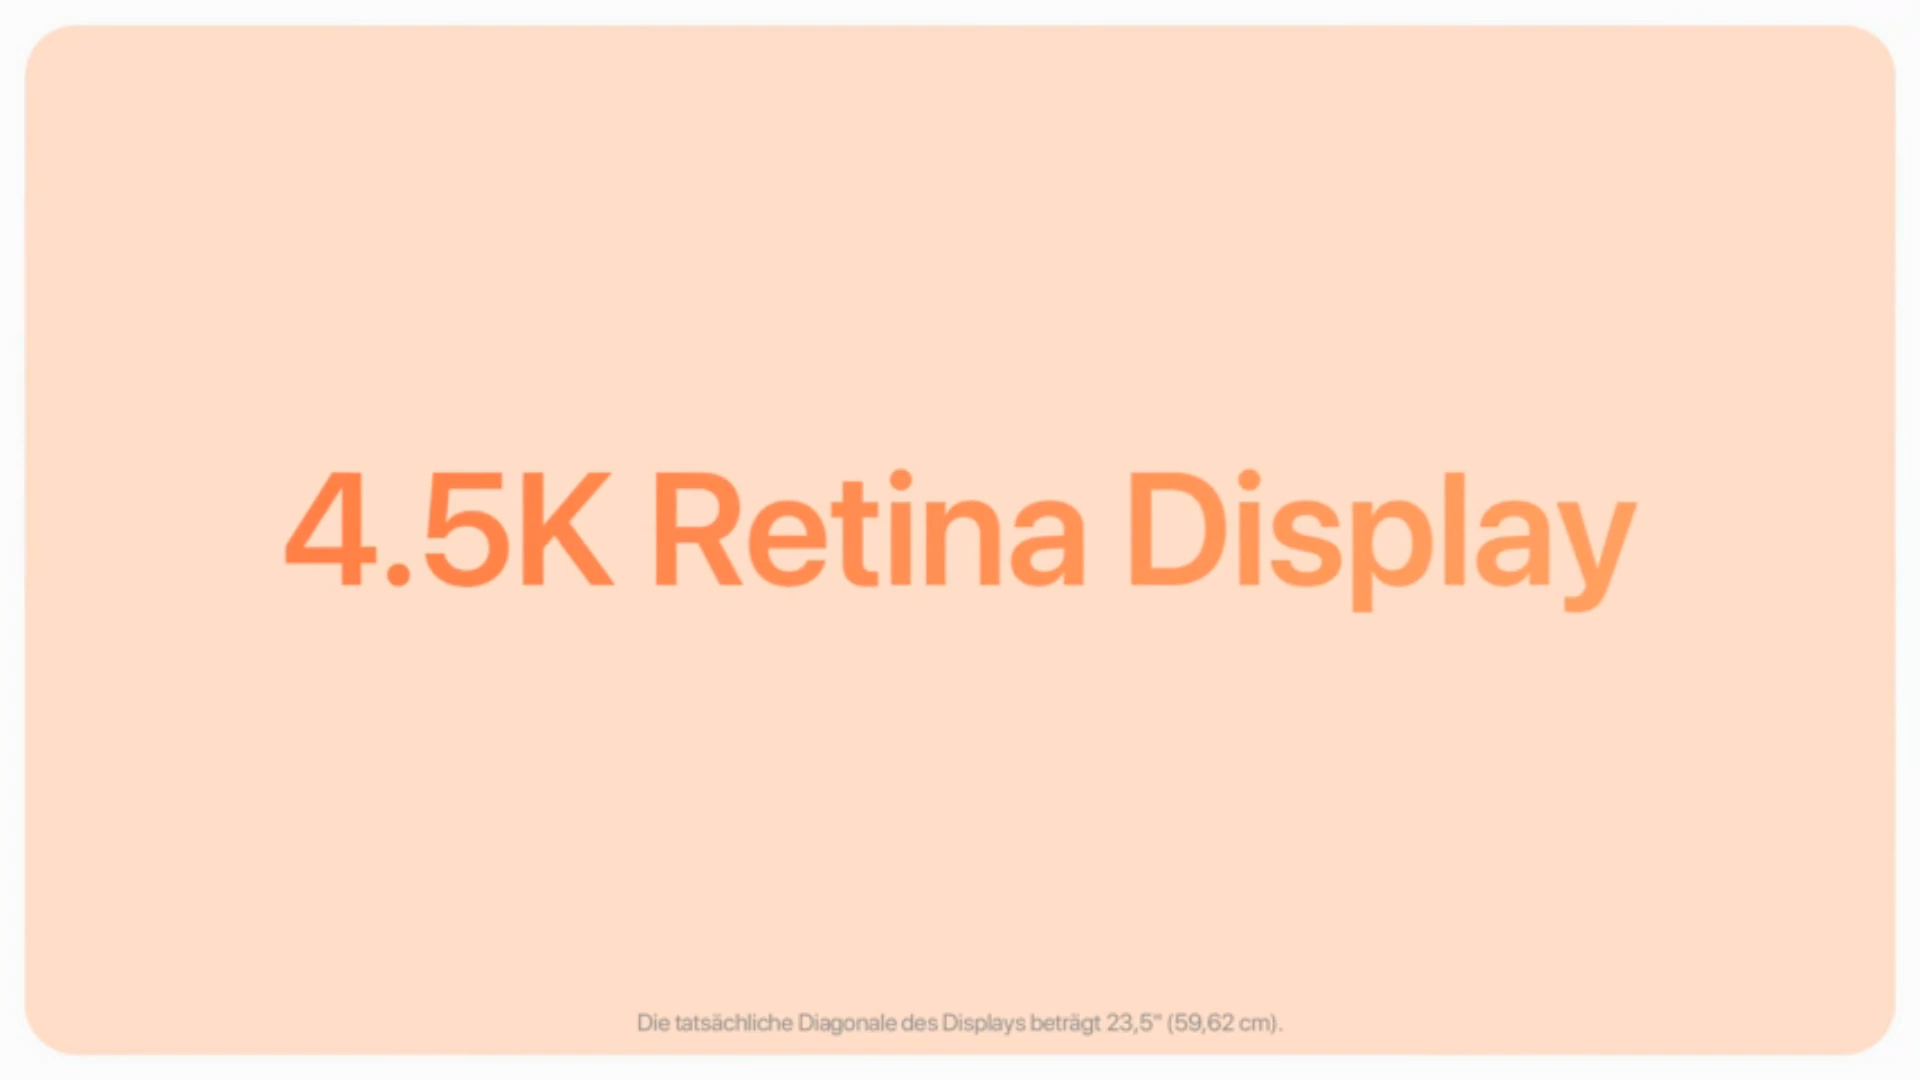 4.5K Retina Display
Die tatsächliche Diagonale des Displays beträgt 23,5" (59,62 cm).